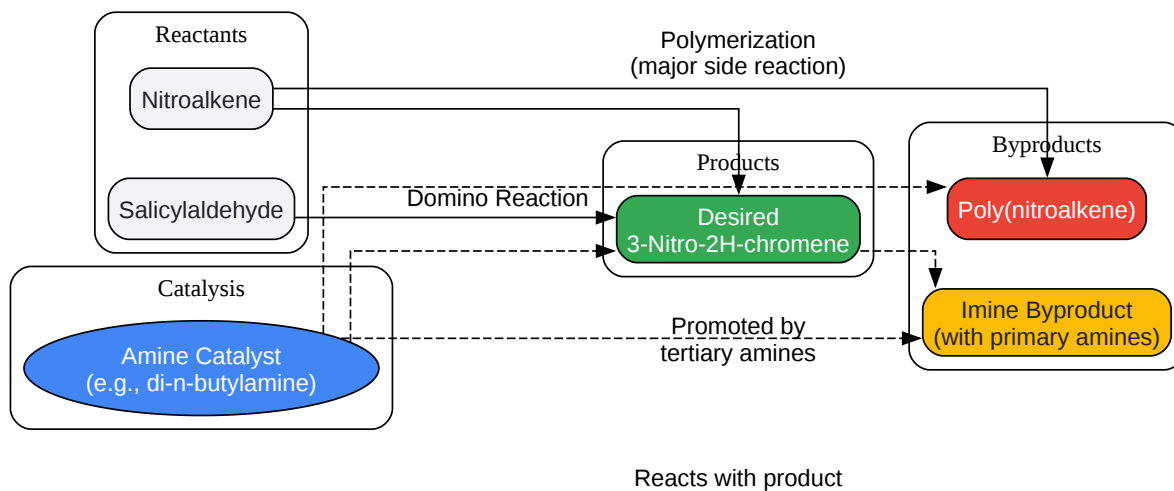 Reactants
Nitroalkene
Salicylaldehyde
Polymerization
(major side reaction)
Domino Reaction
Products
Desired
3-Nitro-2H-chromene
Byproducts
Poly(nitroalkene)
Imine Byproduct
(with primary amines)
Catalysis
Amine Catalyst
(e.g., di-n-butylamine)
Promoted by
tertiary amines
Reacts with product